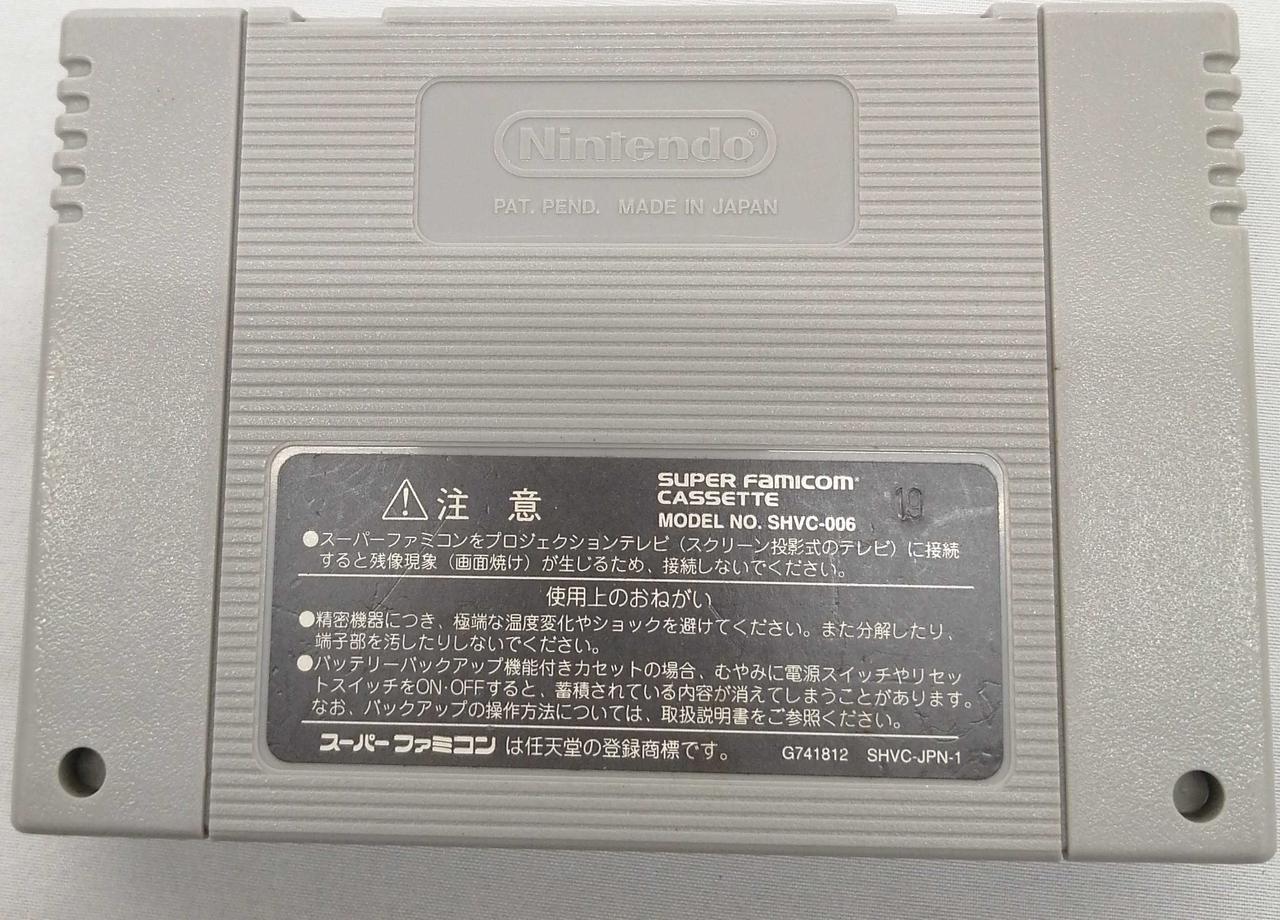 Nintendo®
PAT. PEND. MADE IN JAPAN
⚠注 意
SUPER FAMICOM®
CASSETTE
MODEL NO. SHVC-006
19
●スーパーファミコンをプロジェクションテレビ（スクリーン投影式のテレビ）に接続
すると残像現象（画面焼け）が生じるため、接続しないでください。
使用上のおねがい
●精密機器につき、極端な温度変化やショックを避けてください。また分解したり、
端子部を汚したりしないでください。
●バッテリーバックアップ機能付きカセットの場合、むやみに電源スイッチやリセッ
トスイッチをON･OFFすると、蓄積されている内容が消えてしまうことがあります。
なお、バックアップの操作方法については、取扱説明書をご参照ください。
スーパーファミコン は任天堂の登録商標です。
G741812 SHVC-JPN-1